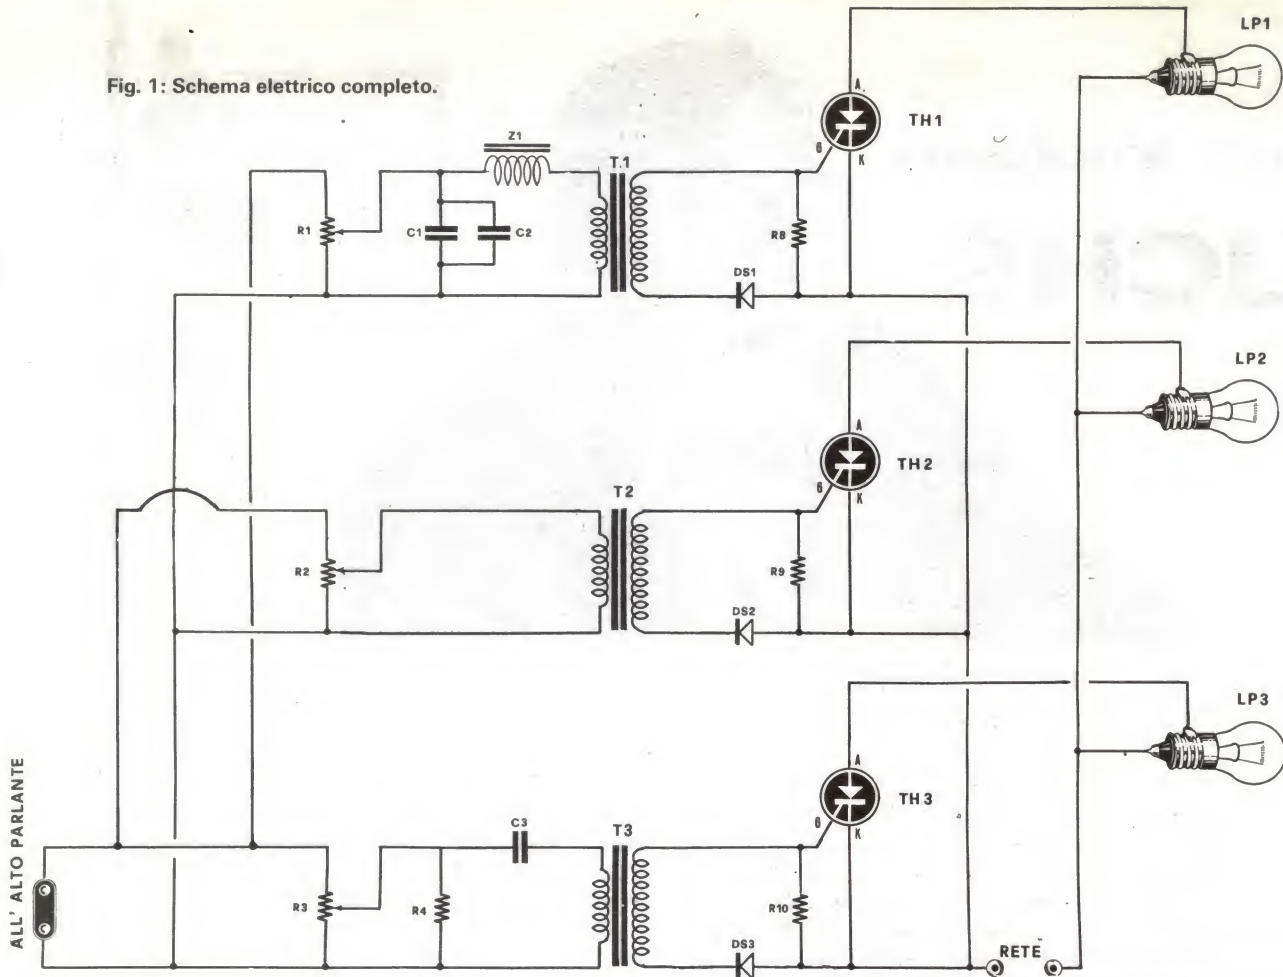 Fig. 1: Schema elettrico completo.
LP1
A
TH1
G
K
Z1
T.1
R1
C1
C2
R8
DS1
LP2
A
TH2
G
K
T2
R2
R9
DS2
LP3
A
TH3
G
K
C3
T3
R3
R4
R10
DS3
RETE
ALL' ALTO PARLANTE